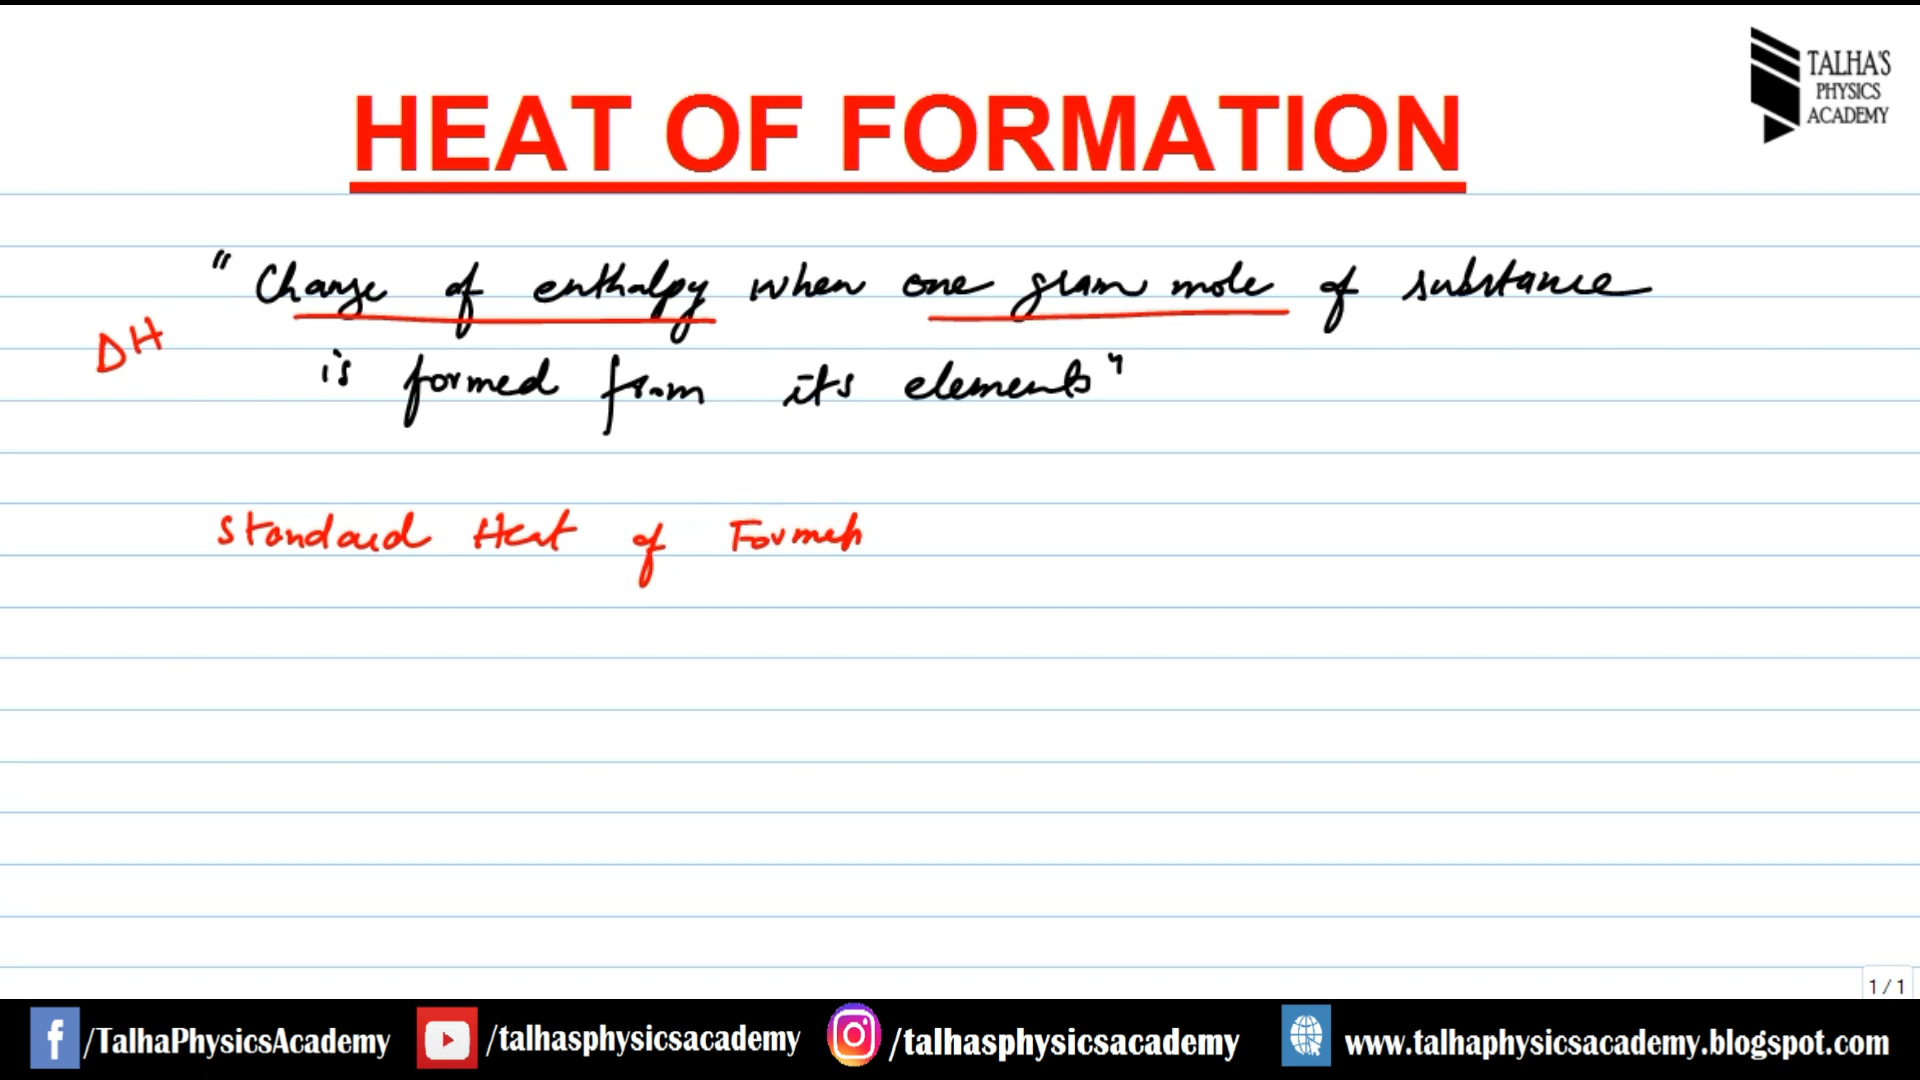 TALHA'S
PHYSICS
ACADEMY
HEAT OF FORMATION
" Change of enthalpy when one gram mole of substance
ΔH
is formed from its elements"
Standard Heat of
1/1
/TalhaPhysicsAcademy /talhasphysicsacademy /talhasphysicsacademy www.talhaphysicsacademy.blogspot.com